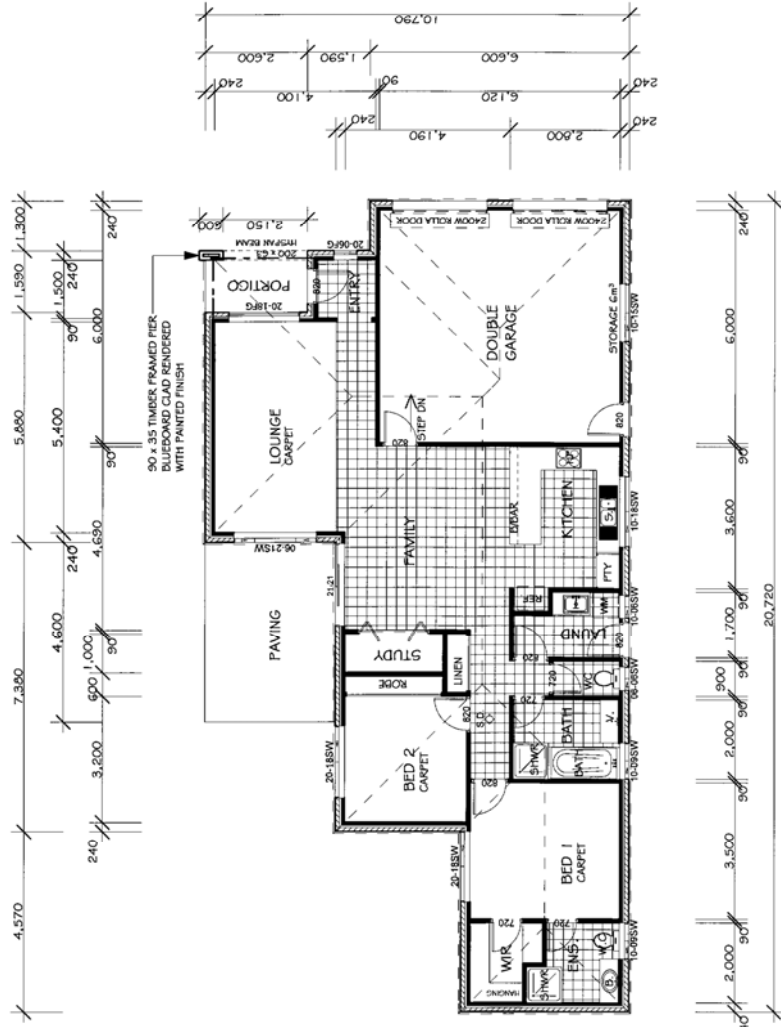 10,790
2,600
1,590
6,600
240
4,100
90
6,120
240
240
4,190
2,800
240
600
2,150
HYSPAN BEAM
200 x 63
20-06FG
2400W ROLLA DOOR
2400W ROLLA DOOR
PORTICO
20-18FG
820
ENTRY
DOUBLE
GARAGE
STORAGE 6m³
10-15SW
90 x 35 TIMBER FRAMED PIER
BLUEBOARD CLAD RENDERED
WITH PAINTED FINISH
LOUNGE
CARPET
STEP DN
820
820
06-21SW
FAMILY
B/BAR
KITCHEN
10-18SW
PTY
REF
21-21
PAVING
STUDY
LINEN
ROBE
LAUND
WM
10-06SW
820
820
WC
720
06-06SW
720
BATH
V.
SHWR
BATH
10-09SW
S.D
820
BED 2
CARPET
20-18SW
820
BED 1
CARPET
20-18SW
720
720
WIR
HANGING
ENS.
SHWR
W.C
B.
10-09SW
1,300
1,590
5,880
7,380
4,570
240
1,500
90
5,400
240
4,600
240
6,000
90
4,690
90
1,000
600
3,200
240
240
6,000
90
3,600
90
1,700
90
900
90
2,000
90
3,500
90
2,000
20,720